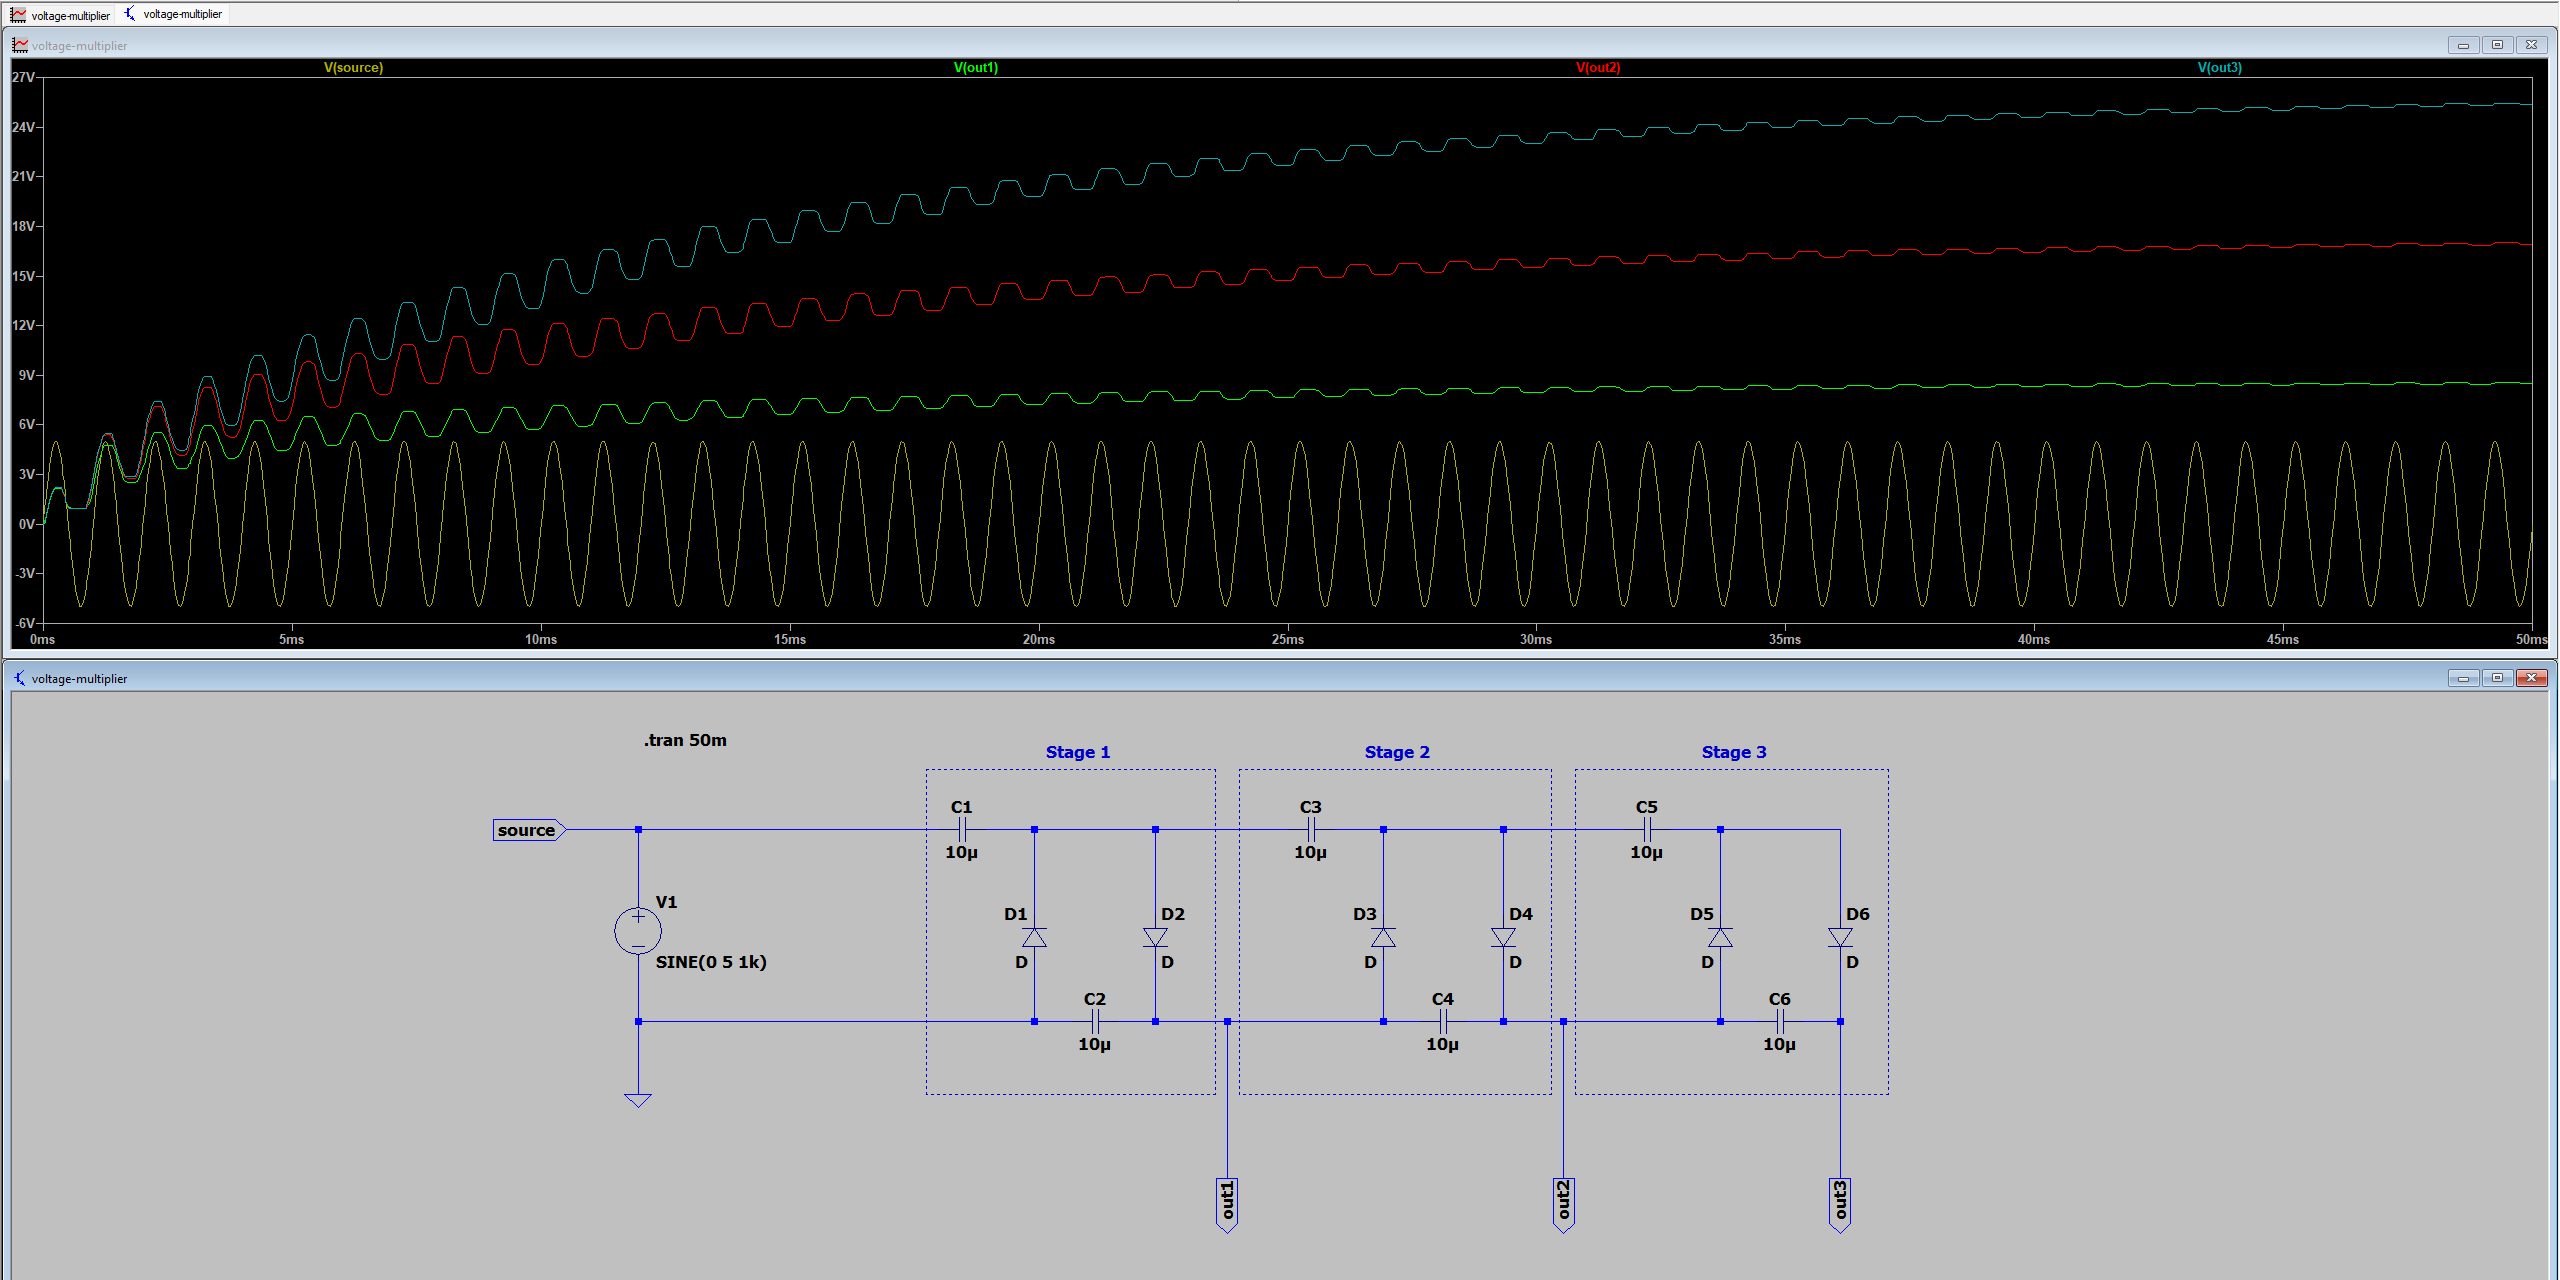 voltage-multiplier voltage-multiplier
voltage-multiplier
V(source) V(out1) V(out2) V(out3)
27V
24V
21V
18V
15V
12V
9V
6V
3V
0V
-3V
-6V
0ms 5ms 10ms 15ms 20ms 25ms 30ms 35ms 40ms 45ms 50ms
voltage-multiplier
.tran 50m
Stage 1 Stage 2 Stage 3
C1 C3 C5
source
10µ 10µ 10µ
V1
D1 D2 D3 D4 D5 D6
SINE(0 5 1k)
D D D D D D
C2 C4 C6
10µ 10µ 10µ
out1 out2 out3